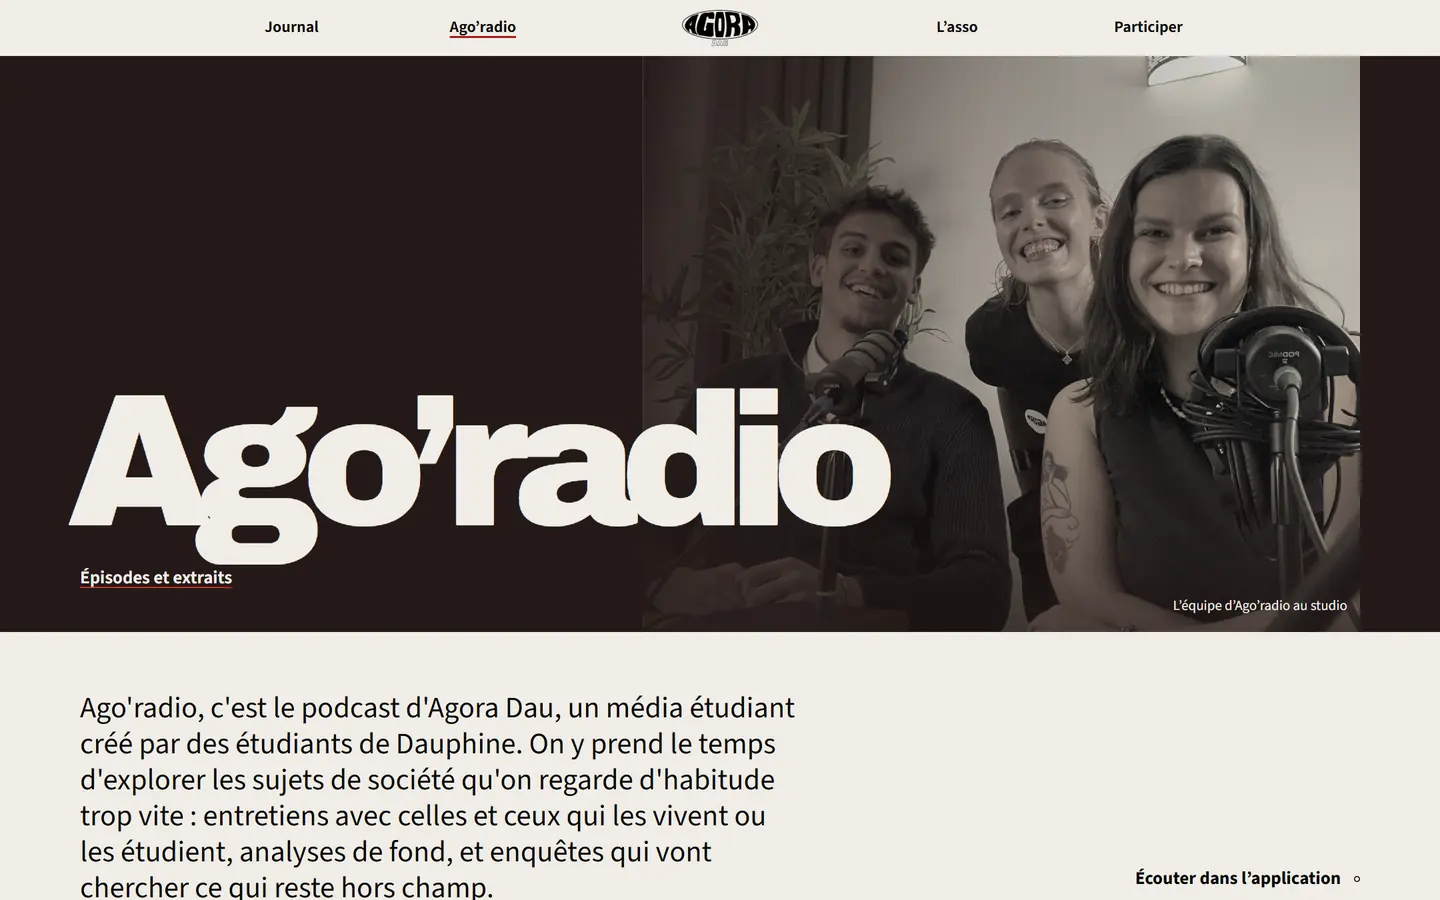 Journal
Ago’radio
AGORA
L’asso
Participer
Ago’radio
Épisodes et extraits
L’équipe d’Ago’radio au studio
Ago'radio, c'est le podcast d'Agora Dau, un média étudiant
créé par des étudiants de Dauphine. On y prend le temps
d'explorer les sujets de société qu'on regarde d'habitude
trop vite : entretiens avec celles et ceux qui les vivent ou
les étudient, analyses de fond, et enquêtes qui vont
chercher ce qui reste hors champ.
Écouter dans l’application